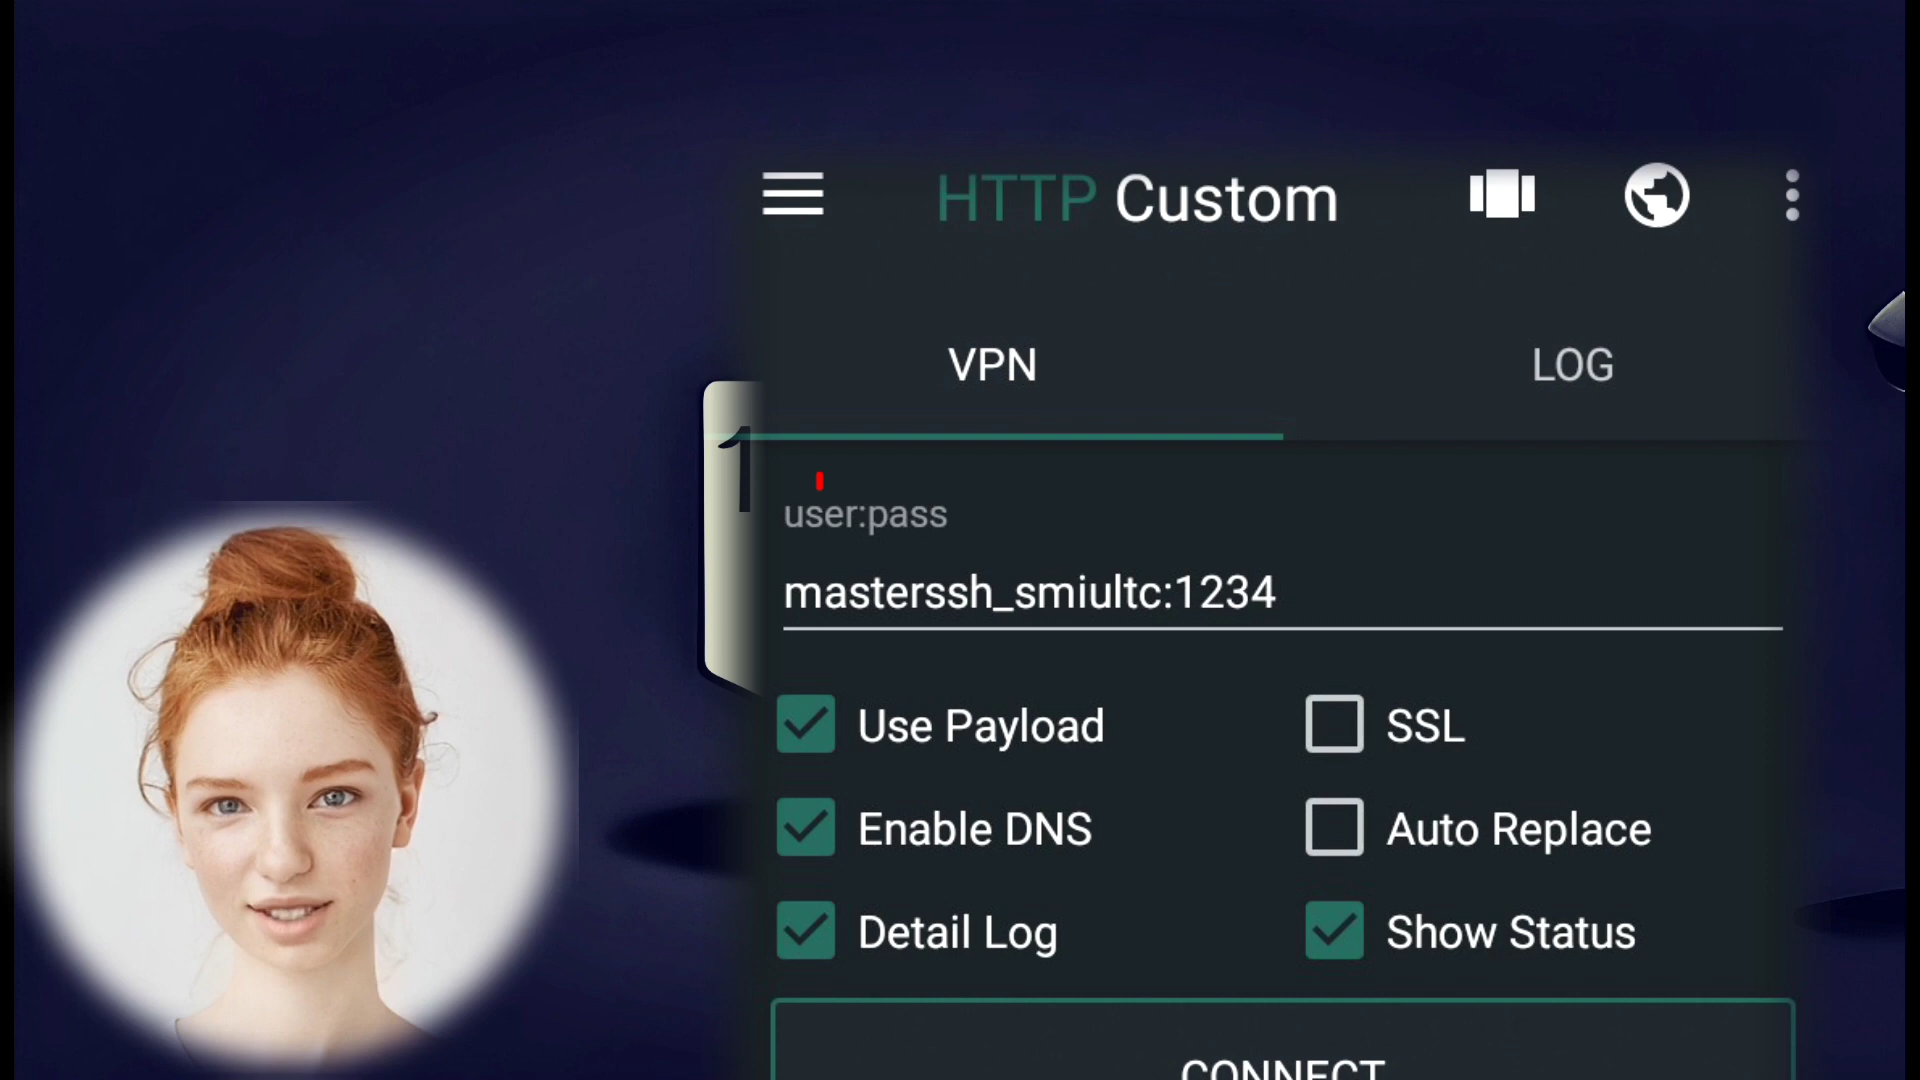 HTTP Custom
VPN
LOG
1
user:pass
masterssh_smiultc:1234
Use Payload
SSL
Enable DNS
Auto Replace
Detail Log
Show Status
CONNECT